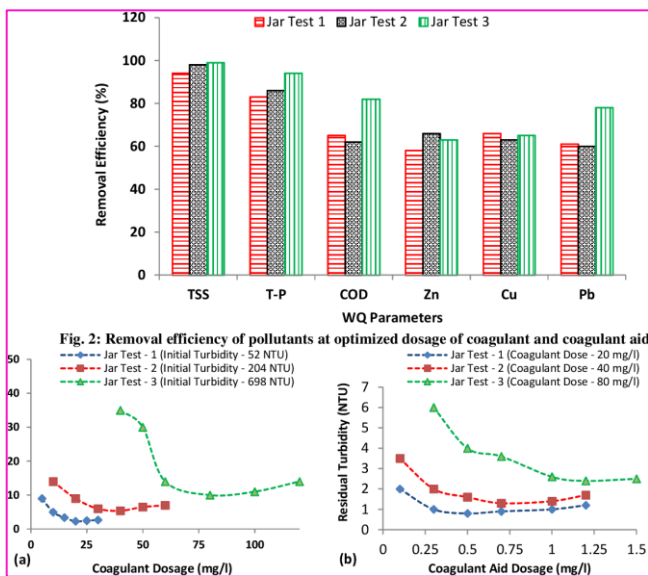 Jar Test 1 Jar Test 2 Jar Test 3
120
100
80
60
40
20
0
Removal Efficiency (%)
TSS T-P COD Zn Cu Pb
WQ Parameters
Fig. 2: Removal efficiency of pollutants at optimized dosage of coagulant and coagulant aid
Jar Test - 1 (Initial Turbidity - 52 NTU)
Jar Test - 2 (Initial Turbidity - 204 NTU)
Jar Test - 3 (Initial Turbidity - 698 NTU)
50
40
30
20
10
0
0 50 100
(a)
Coagulant Dosage (mg/l)
Jar Test - 1 (Coagulant Dose - 20 mg/l)
Jar Test - 2 (Coagulant Dose - 40 mg/l)
Jar Test - 3 (Coagulant Dose - 80 mg/l)
Residual Turbidity (NTU)
7
6
5
4
3
2
1
0
0 0.25 0.5 0.75 1 1.25 1.5
(b)
Coagulant Aid Dosage (mg/l)